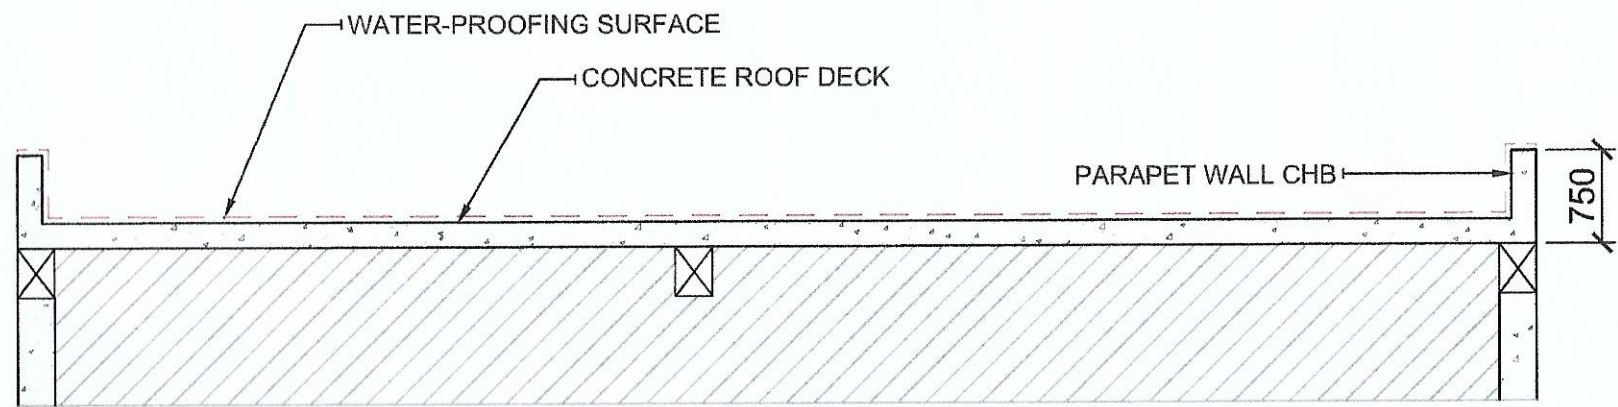 WATER-PROOFING SURFACE
CONCRETE ROOF DECK
PARAPET WALL CHB
750